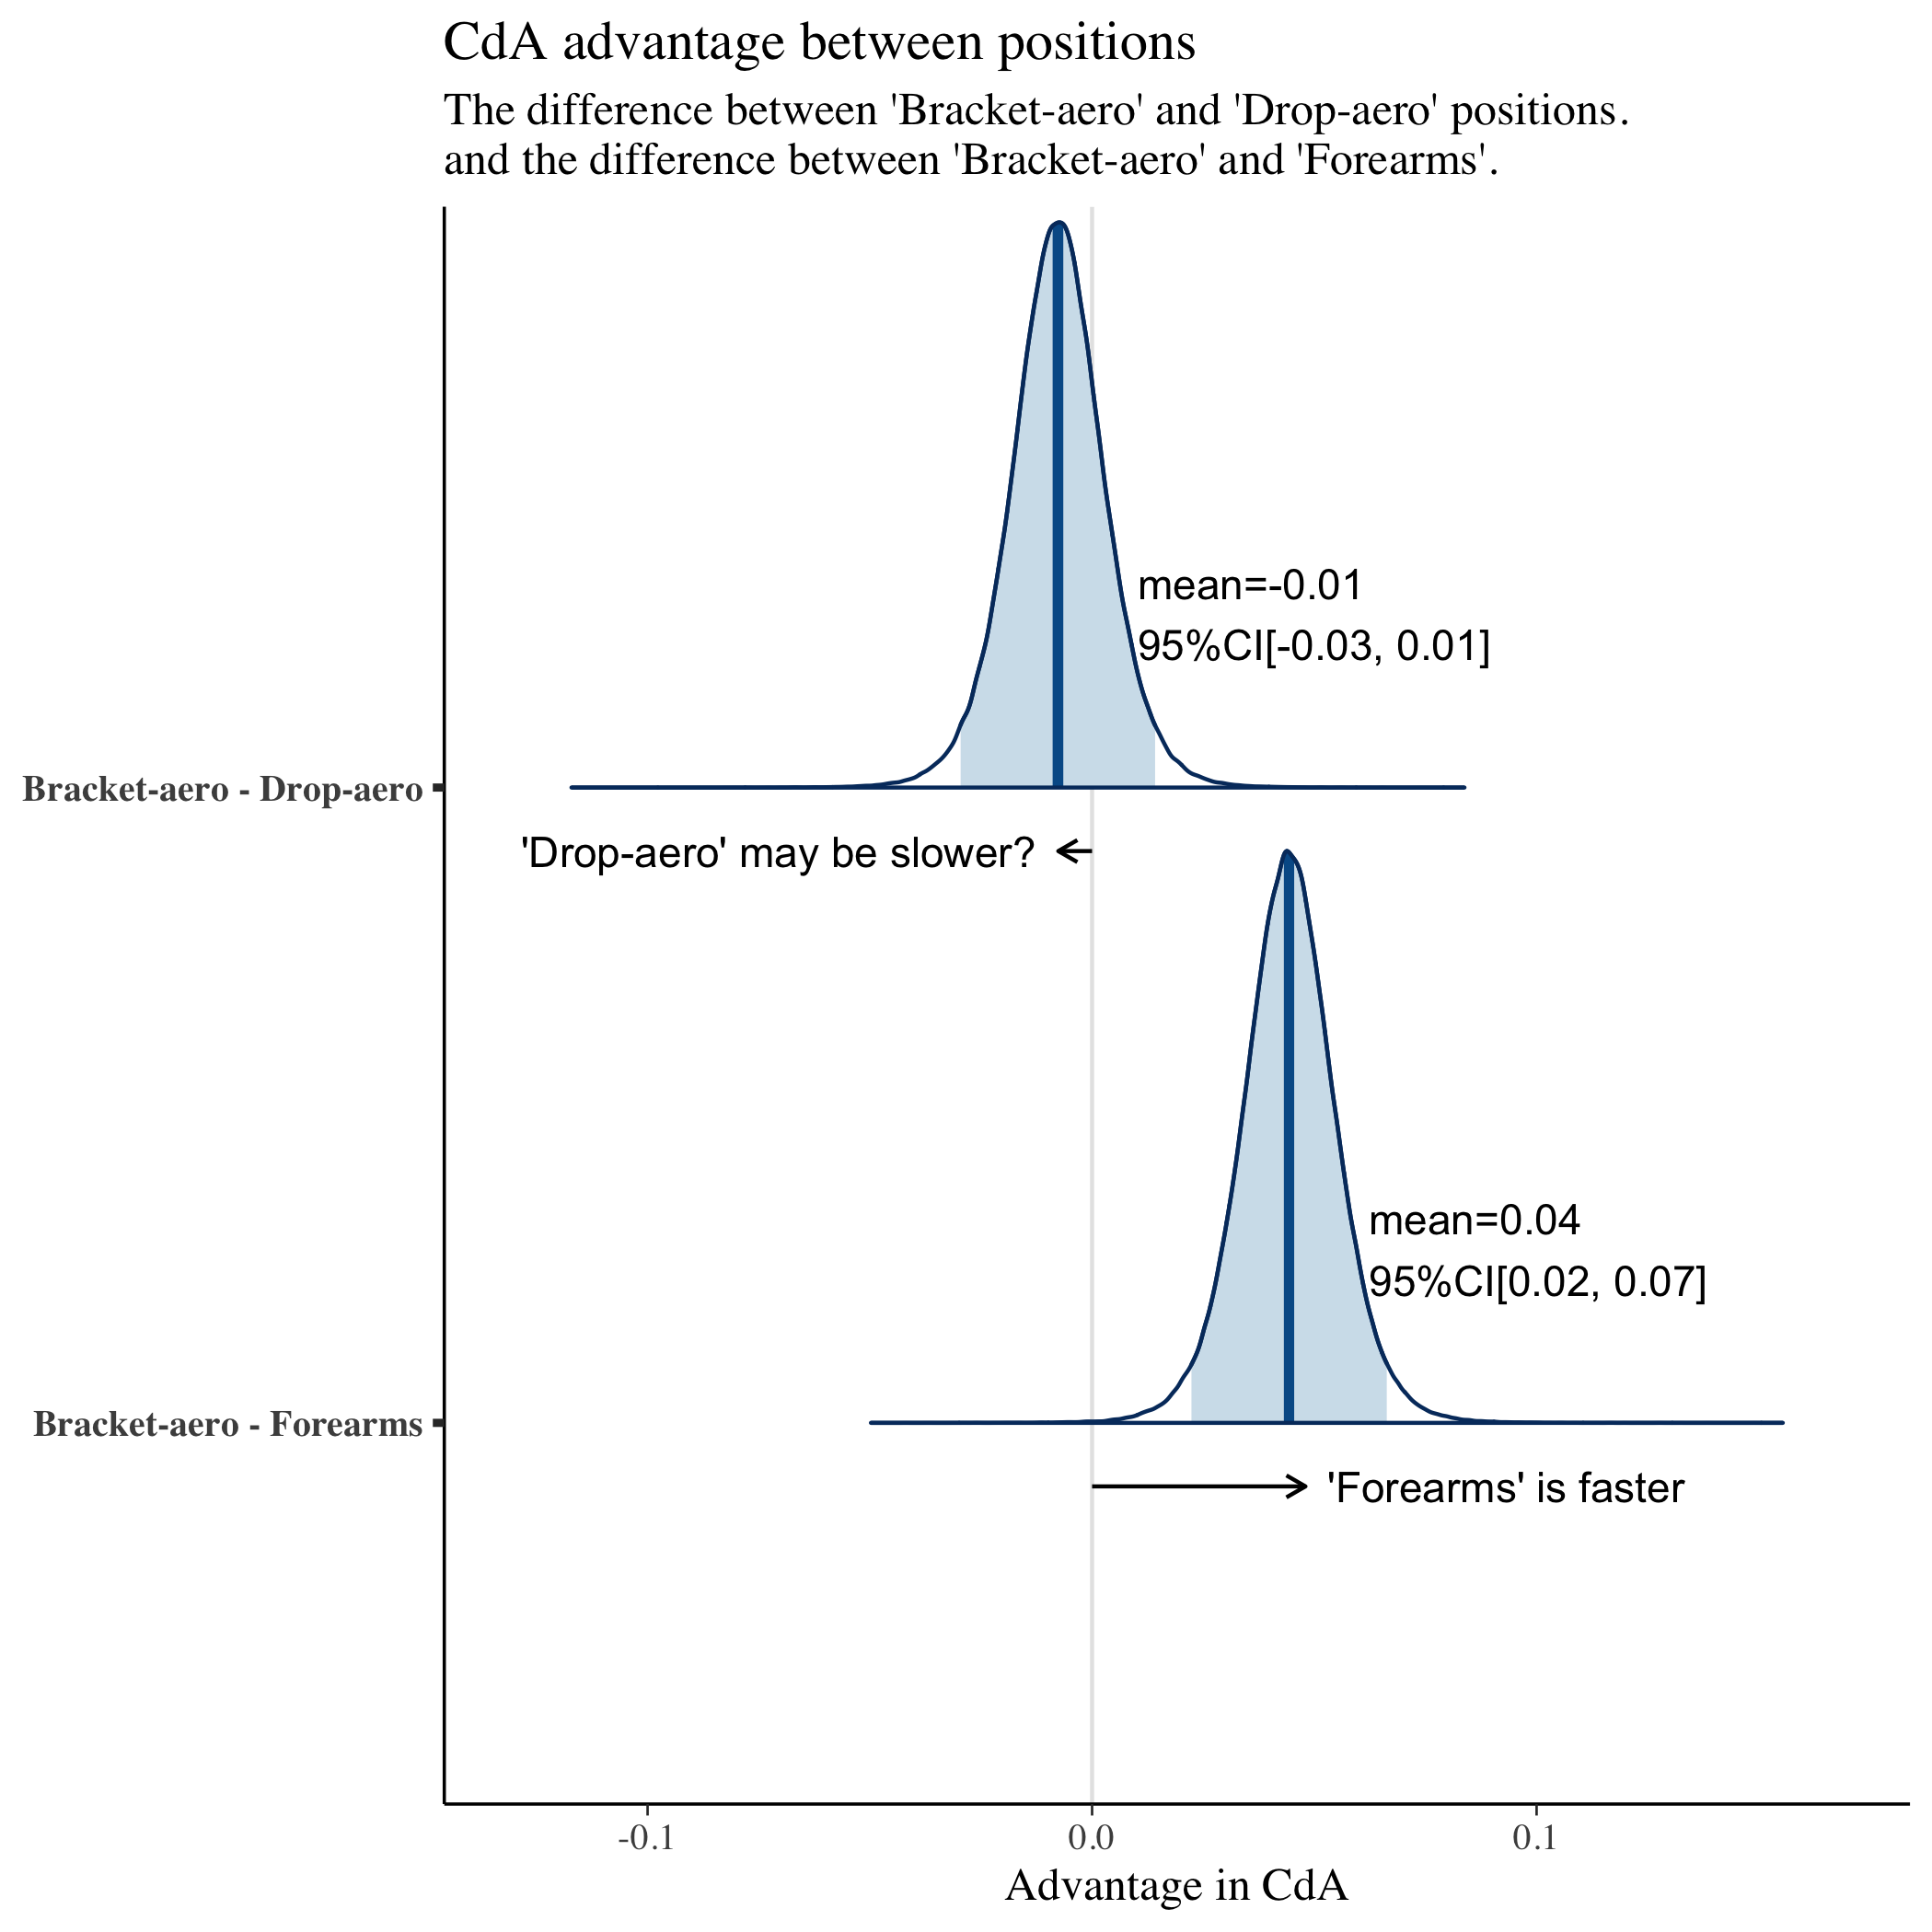 CdA advantage between positions
The difference between 'Bracket-aero' and 'Drop-aero' positions.
and the difference between 'Bracket-aero' and 'Forearms'.
mean=-0.01
95%CI[-0.03, 0.01]
Bracket-aero - Drop-aero
'Drop-aero' may be slower?
mean=0.04
95%CI[0.02, 0.07]
Bracket-aero - Forearms
'Forearms' is faster
-0.1 0.0 0.1
Advantage in CdA